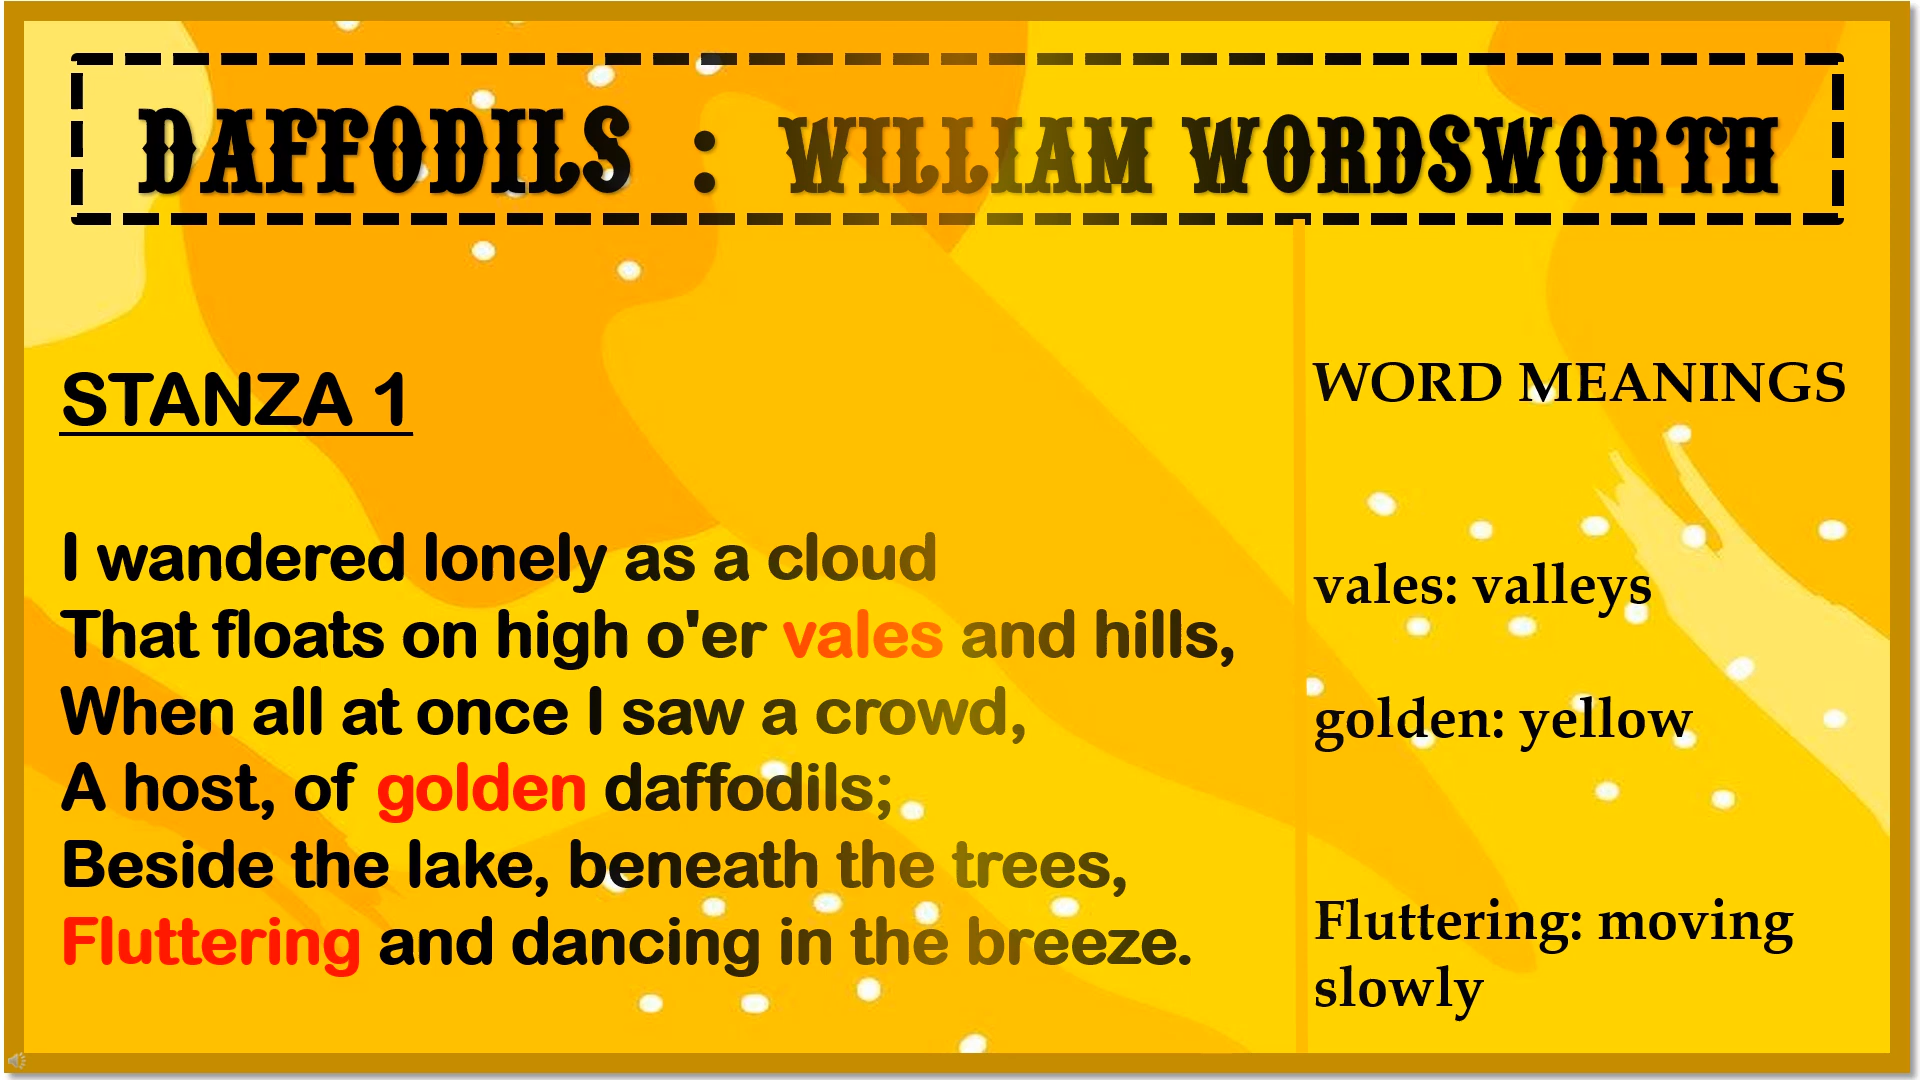 DAFFODILS : WILLIAM WORDSWORTH
STANZA 1
I wandered lonely as a cloud
That floats on high o'er vales and hills,
When all at once I saw a crowd,
A host, of golden daffodils;
Beside the lake, beneath the trees,
Fluttering and dancing in the breeze.
WORD MEANINGS
vales: valleys
golden: yellow
Fluttering: moving
slowly